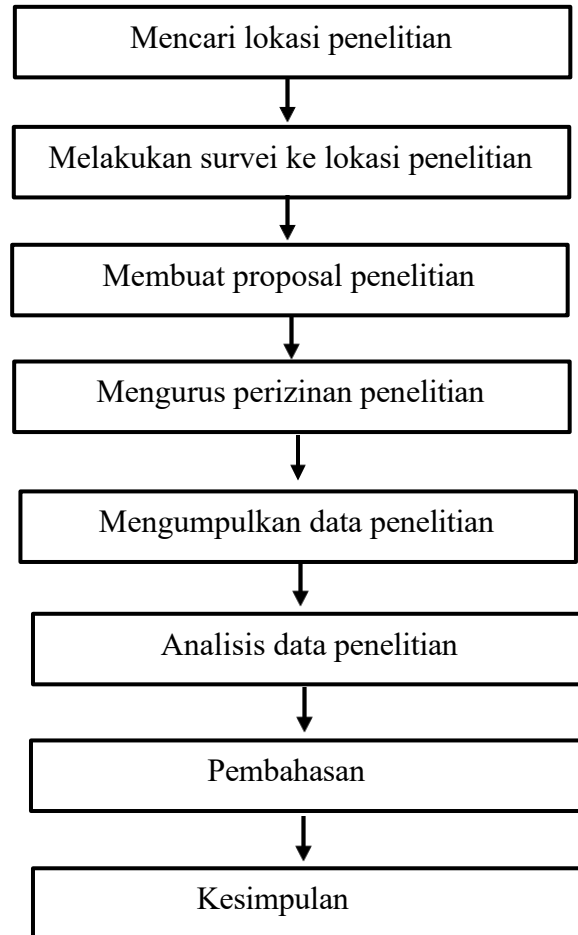 Mencari lokasi penelitian
Melakukan survei ke lokasi penelitian
Membuat proposal penelitian
Mengurus perizinan penelitian
Mengumpulkan data penelitian
Analisis data penelitian
Pembahasan
Kesimpulan